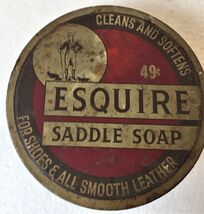 CLEANS AND SOFTENS
49¢
ESQUIRE
SADDLE SOAP
FOR SHOES & ALL SMOOTH LEATHER